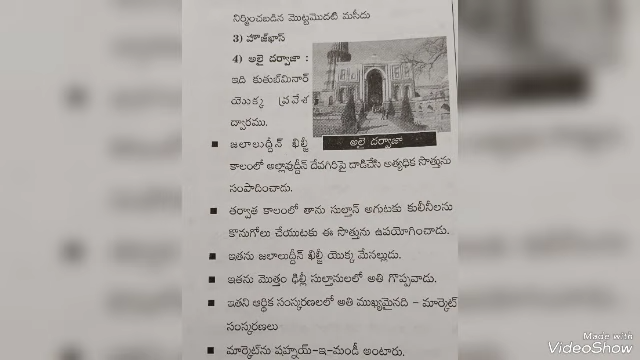 నిర్మించబడిన మొట్టమొదటి మసీదు
3) హౌజ్‌ఖాస్
4) అలై దర్వాజా :
ఇది కుతుబ్‌మినార్
యొక్క ప్రవేశ
ద్వారము.
అలై దర్వాజా
■ జలాలుద్దీన్ ఖిల్జీ
కాలంలో అల్లావుద్దీన్ దేవగిరిపై దాడిచేసి అత్యధిక సొత్తును
సంపాదించాడు.
■ తర్వాత కాలంలో తాను సుల్తాన్ అగుటకు కులీనీలను
కొనుగోలు చేయుటకు ఈ సొత్తును ఉపయోగించాడు.
■ ఇతను జలాలుద్దీన్ ఖిల్జీ యొక్క మేనల్లుడు.
■ ఇతను మొత్తం ఢిల్లీ సుల్తానులలో అతి గొప్పవాడు.
■ ఇతని ఆర్థిక సంస్కరణలలో అతి ముఖ్యమైనది - మార్కెట్
సంస్కరణలు
■ మార్కెట్‌ను షహ్నయ్-ఇ-మండీ అంటారు.
Made with
VideoShow